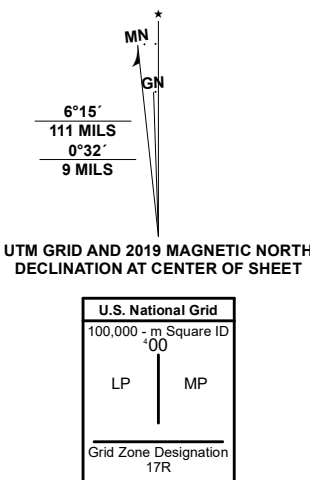 ★
MN
GN
6°15´
111 MILS
0°32´
9 MILS
UTM GRID AND 2019 MAGNETIC NORTH
DECLINATION AT CENTER OF SHEET
U.S. National Grid
100,000 - m Square ID
⁴00
LP MP
Grid Zone Designation
17R